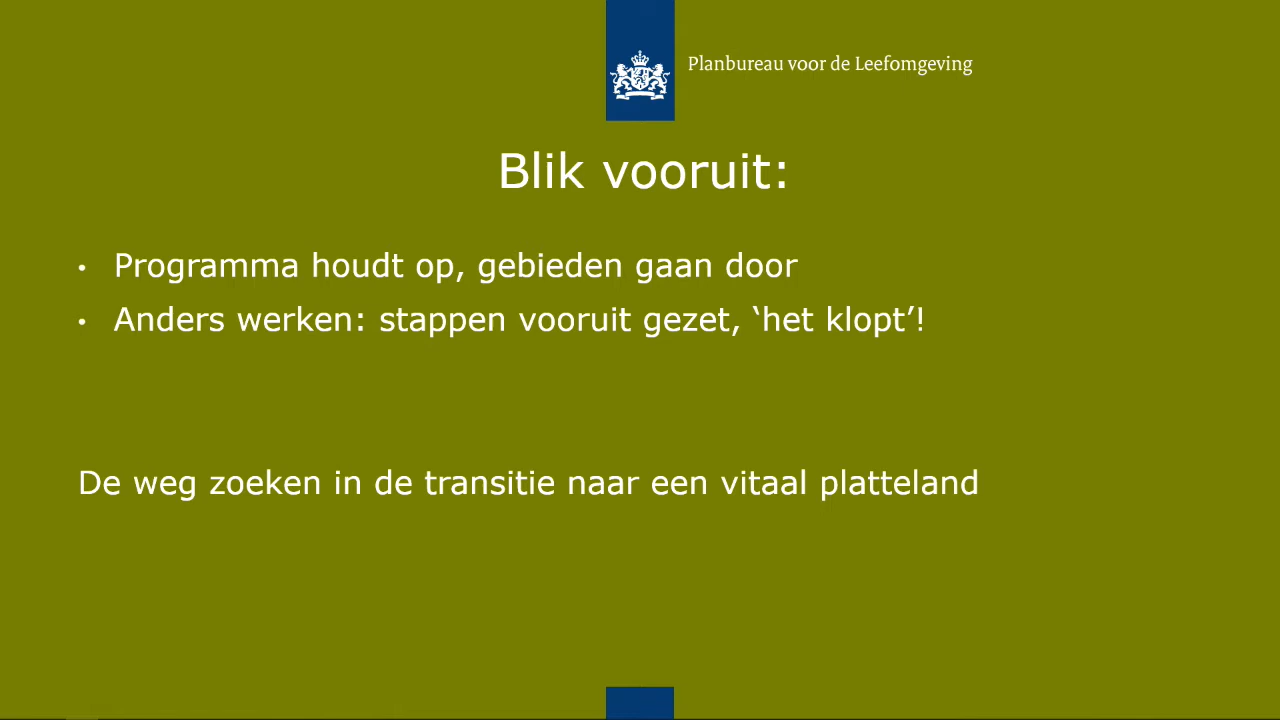 Planbureau voor de Leefomgeving
Blik vooruit:
• Programma houdt op, gebieden gaan door
• Anders werken: stappen vooruit gezet, ‘het klopt’!
De weg zoeken in de transitie naar een vitaal platteland